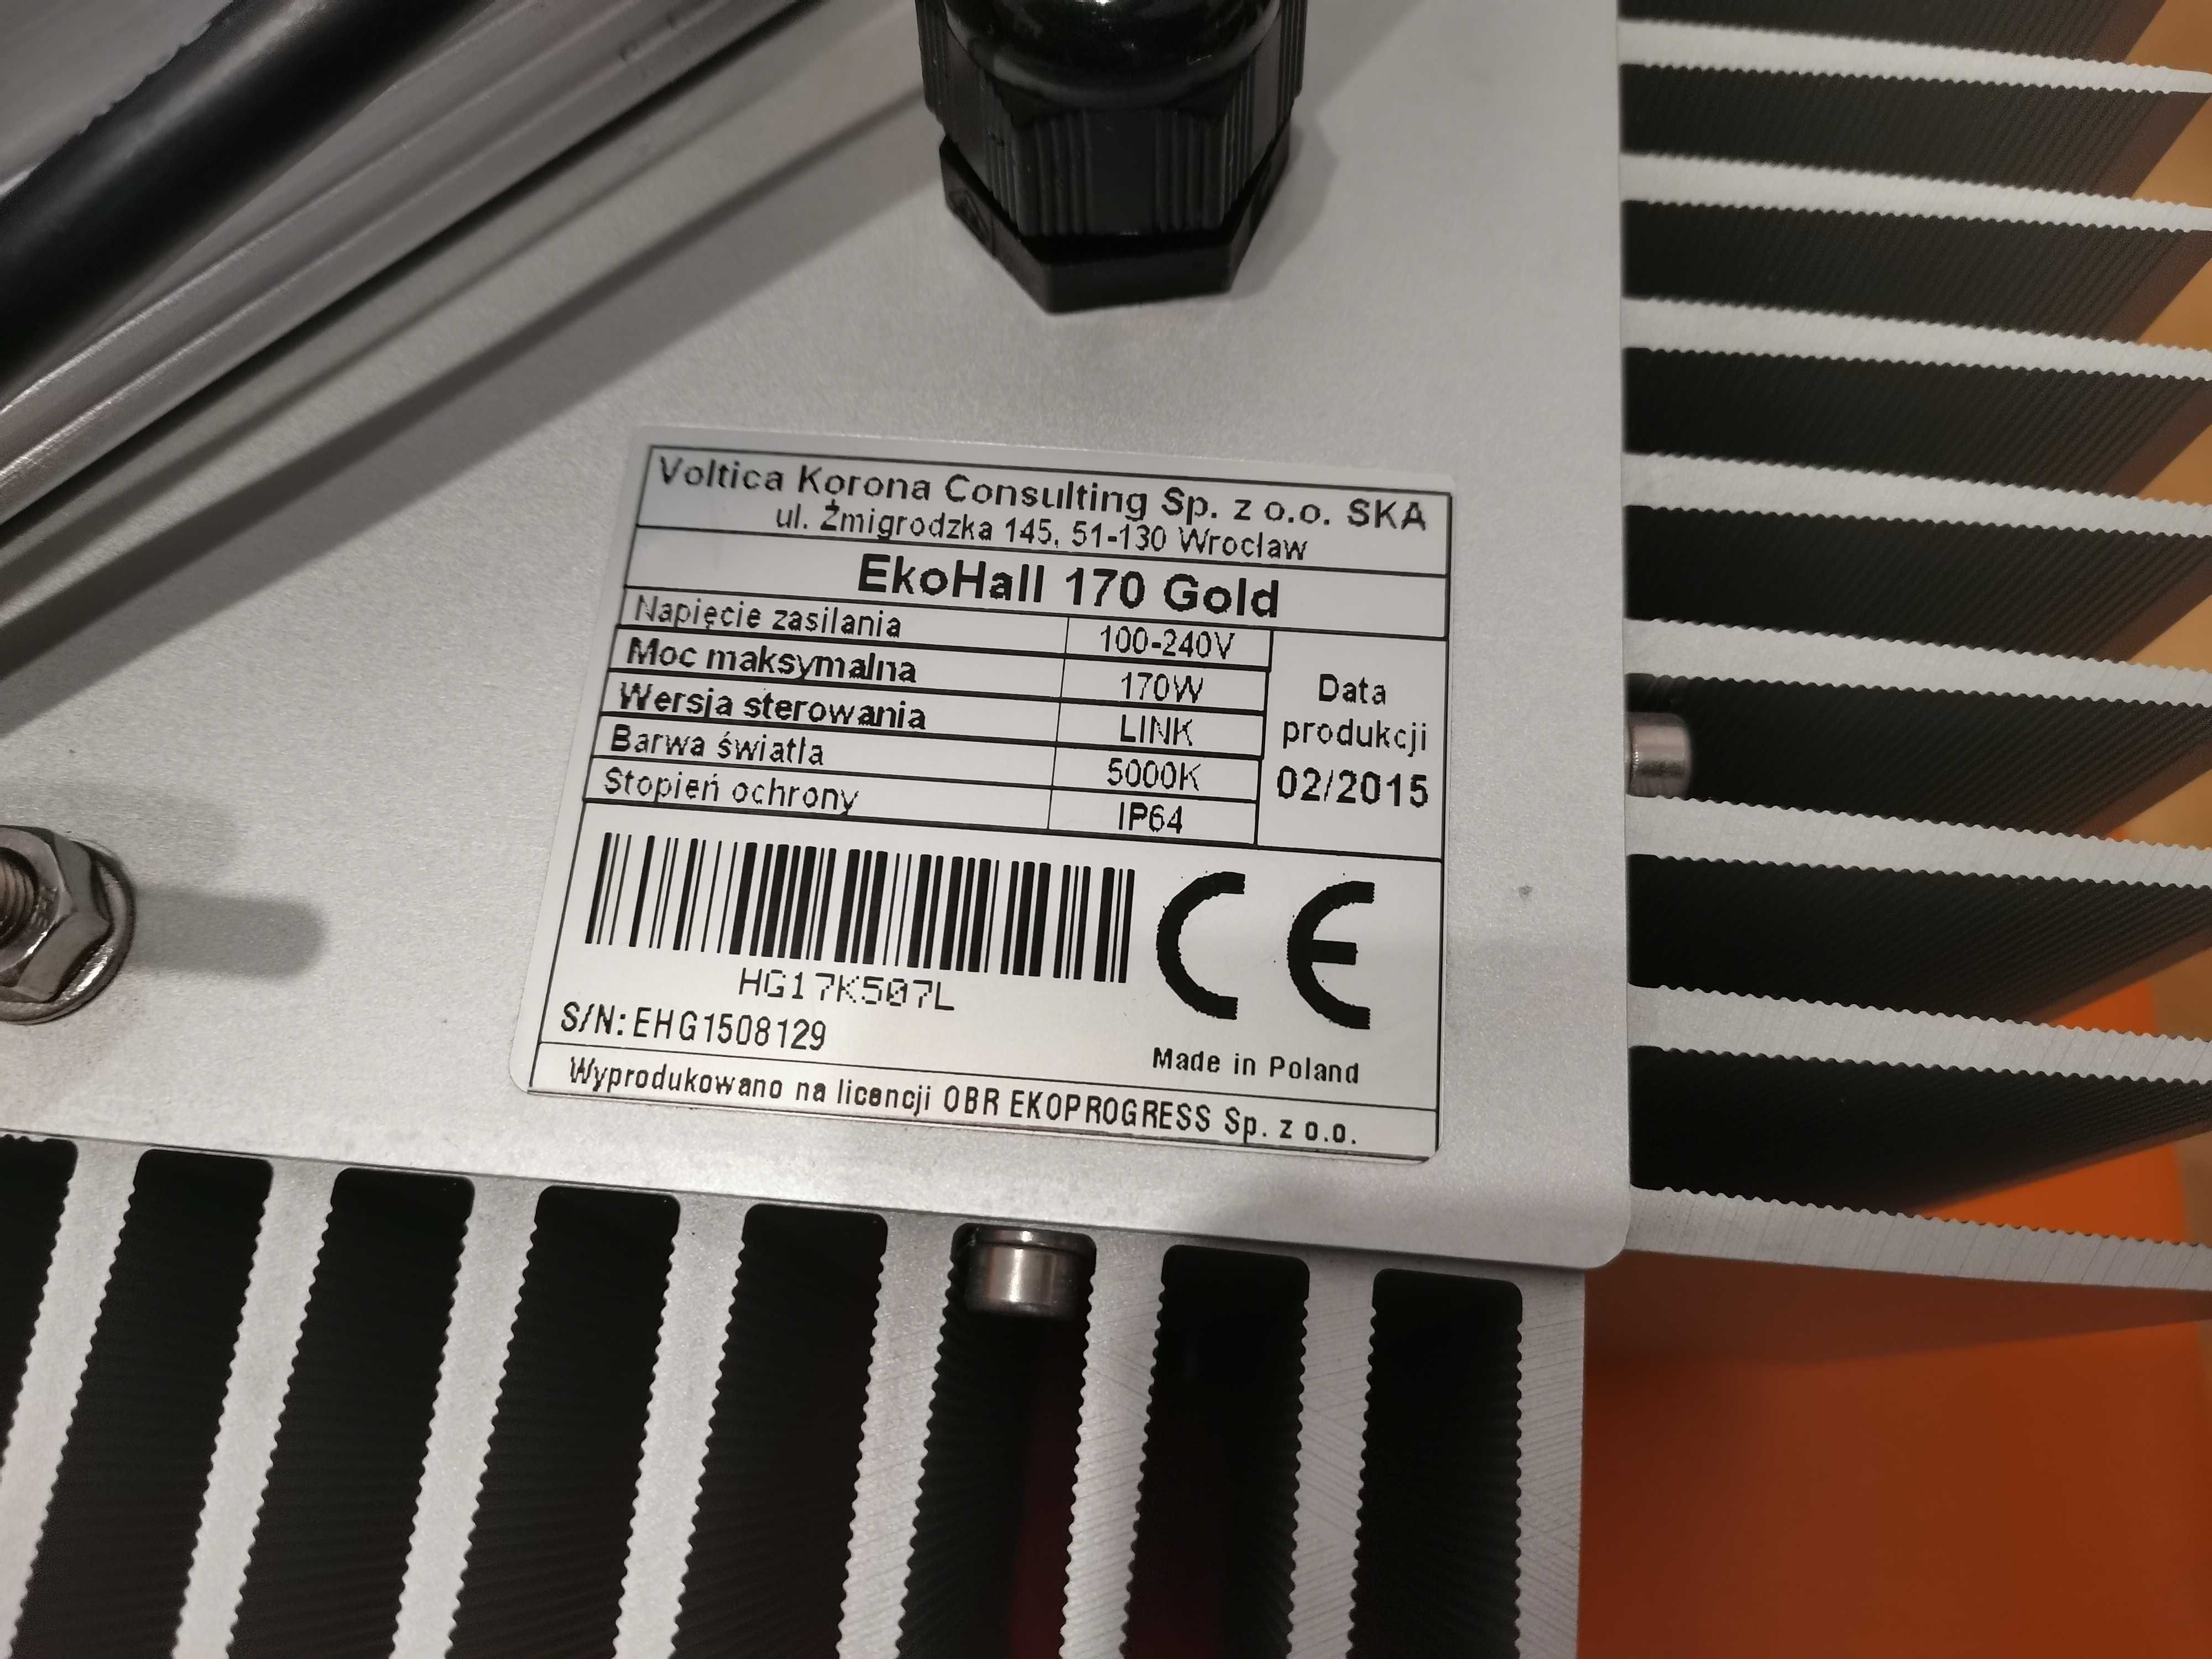 Voltica Korona Consulting Sp. z o.o. SKA
ul. Żmigrodzka 145, 51-130 Wrocław
EkoHall 170 Gold
Napięcie zasilania 100-240V
Moc maksymalna 170W
Wersja sterowania LINK
Barwa światła 5000K
Stopień ochrony IP64
Data
produkcji
02/2015
HG17K507L
CE
S/N: EHG1508129
Made in Poland
Wyprodukowano na licencji OBR EKOPROGRESS Sp. z o.o.